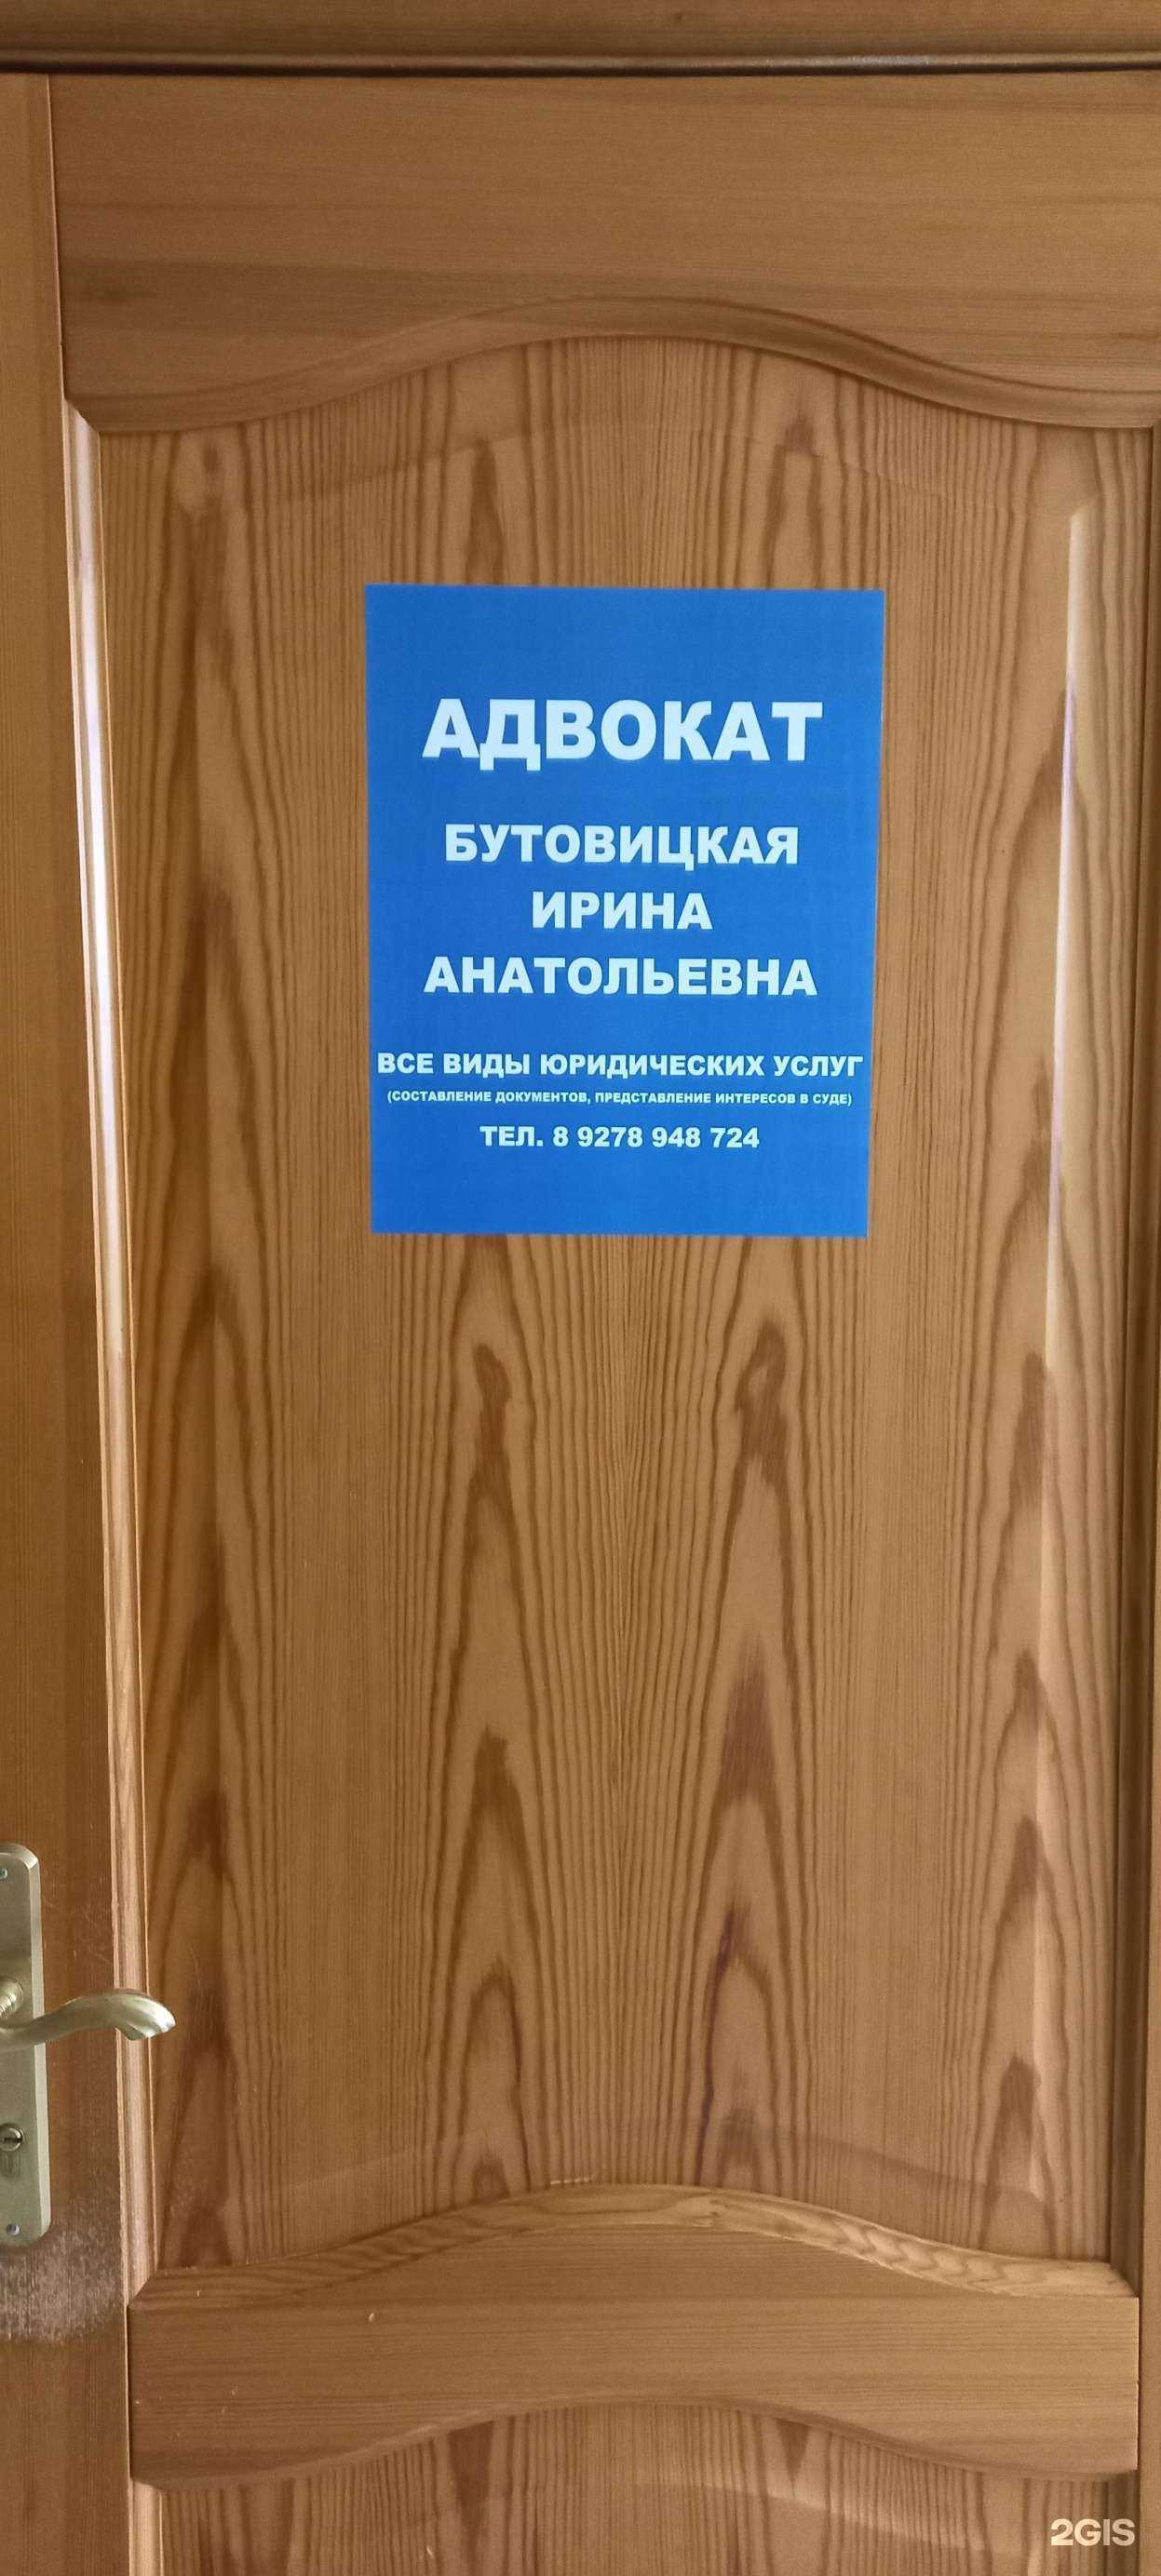 АДВОКАТ
БУТОВИЦКАЯ
ИРИНА
АНАТОЛЬЕВНА
ВСЕ ВИДЫ ЮРИДИЧЕСКИХ УСЛУГ
(СОСТАВЛЕНИЕ ДОКУМЕНТОВ, ПРЕДСТАВЛЕНИЕ ИНТЕРЕСОВ В СУДЕ)
ТЕЛ. 8 9278 948 724
2GIS